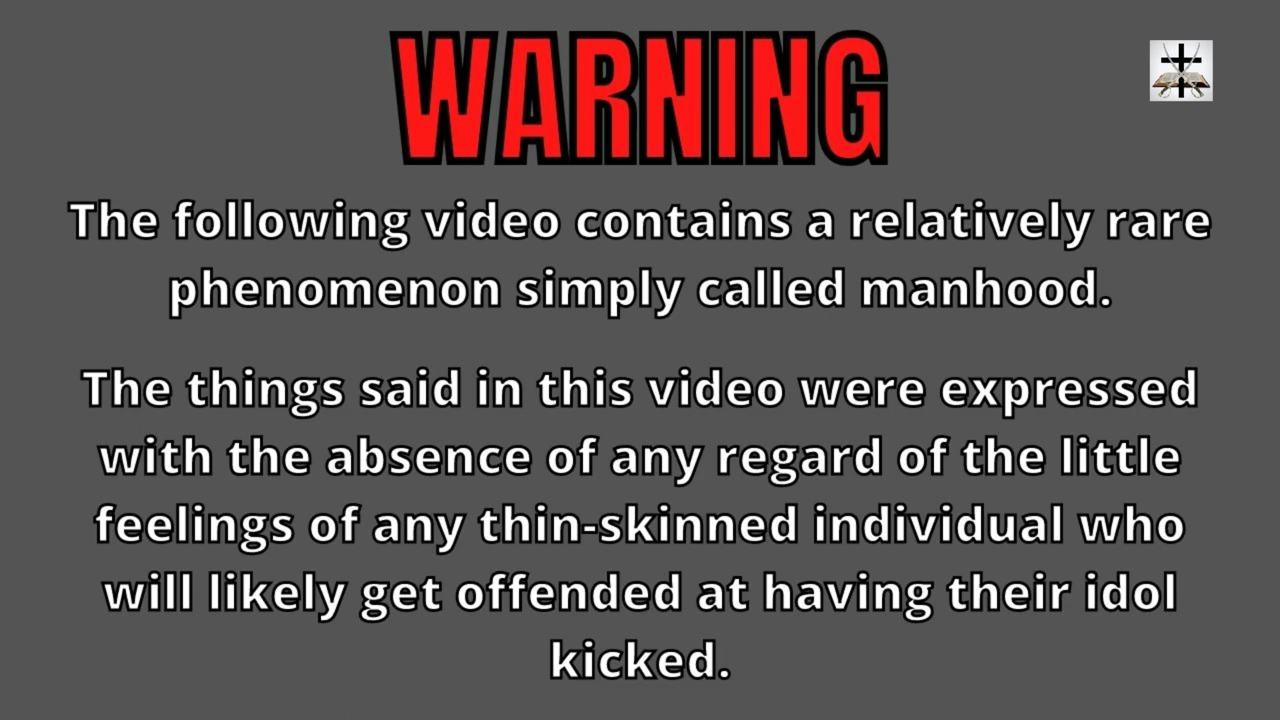 WARNING
The following video contains a relatively rare
phenomenon simply called manhood.
The things said in this video were expressed
with the absence of any regard of the little
feelings of any thin-skinned individual who
will likely get offended at having their idol
kicked.